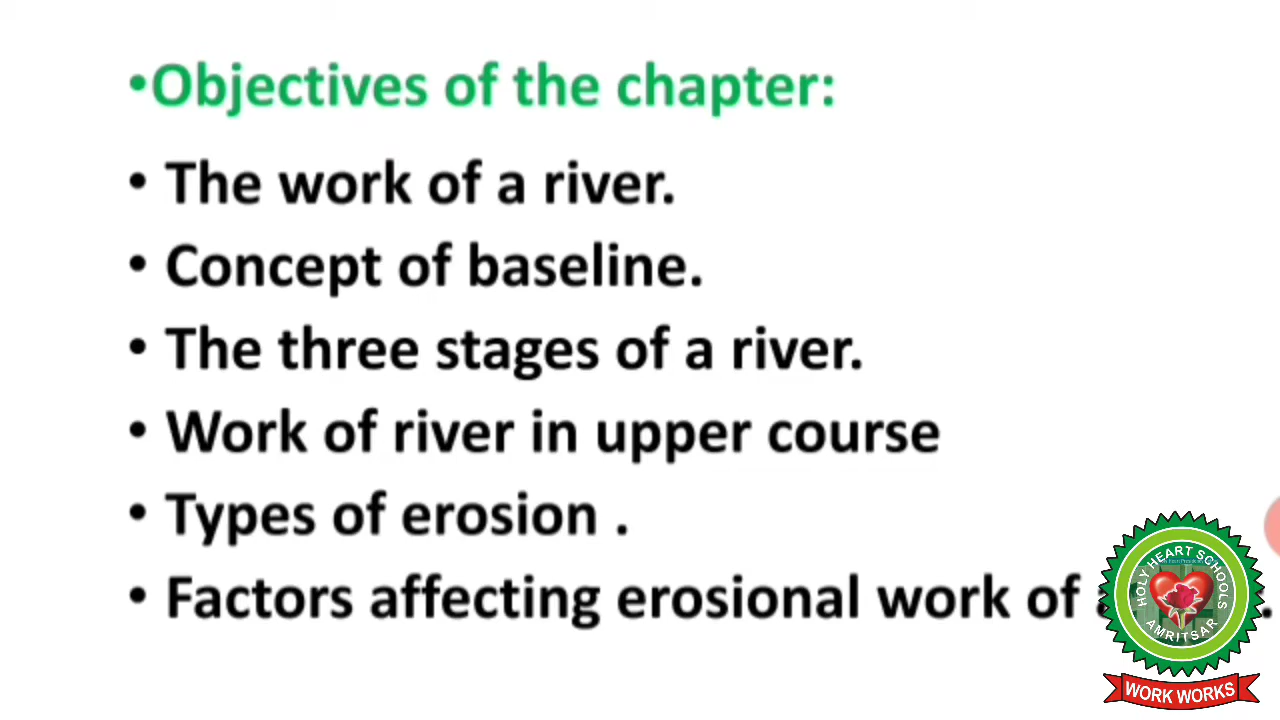 •Objectives of the chapter:
• The work of a river.
• Concept of baseline.
• The three stages of a river.
• Work of river in upper course
• Types of erosion .
• Factors affecting erosional work of
HOLY HEART SCHOOLS
AMRITSAR
WORK WORKS